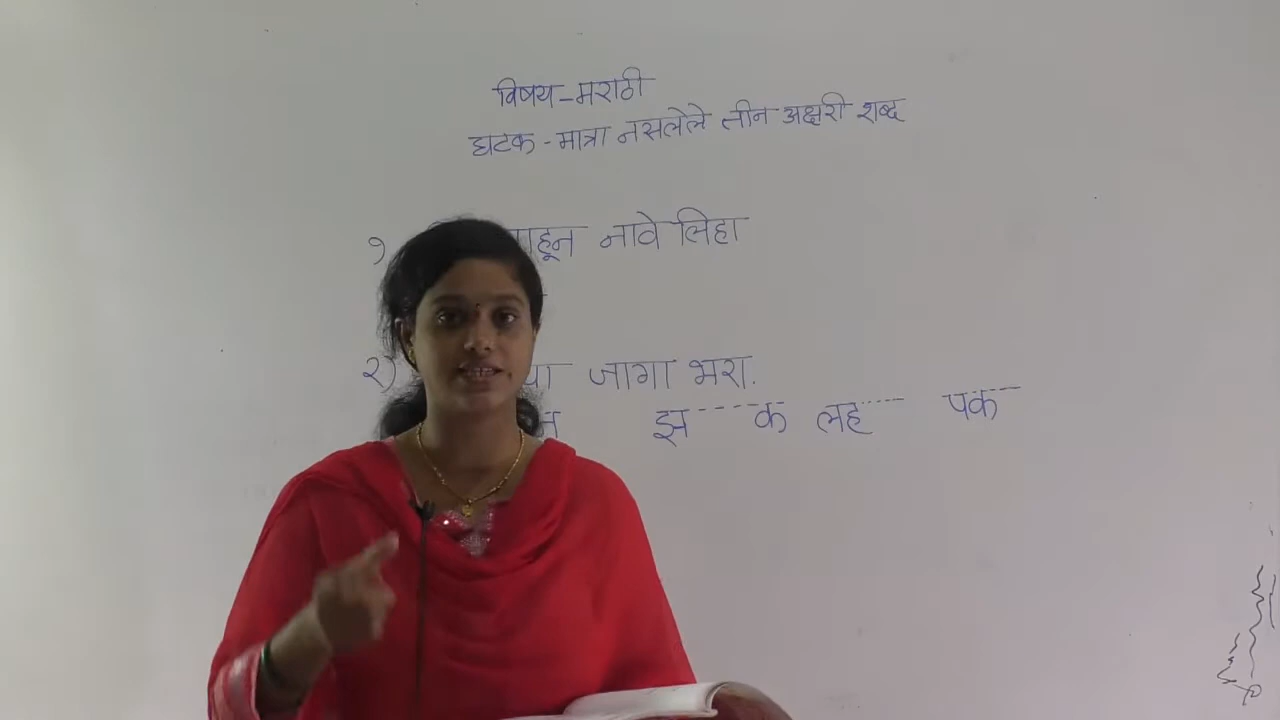 विषय-मराठी
घटक-मात्रा नसलेले तीन अक्षरी शब्द
१) नावे लिहा
२) जागा भरा.
झ----क लह---- पक----